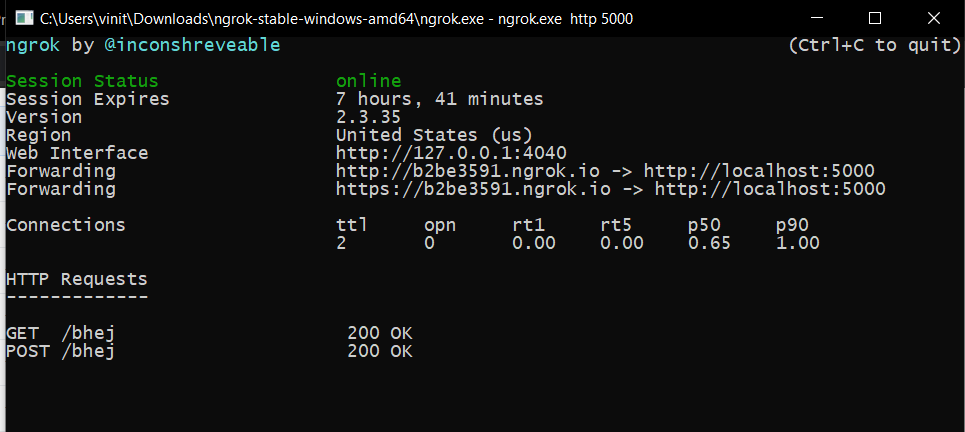 C:\Users\vinit\Downloads\ngrok-stable-windows-amd64\ngrok.exe - ngrok.exe  http 5000
ngrok by @inconshreveable (Ctrl+C to quit)
Session Status online
Session Expires 7 hours, 41 minutes
Version 2.3.35
Region United States (us)
Web Interface http://127.0.0.1:4040
Forwarding http://b2be3591.ngrok.io -> http://localhost:5000
Forwarding https://b2be3591.ngrok.io -> http://localhost:5000
Connections ttl opn rt1 rt5 p50 p90
2 0 0.00 0.00 0.65 1.00
HTTP Requests
-------------
GET /bhej 200 OK
POST /bhej 200 OK